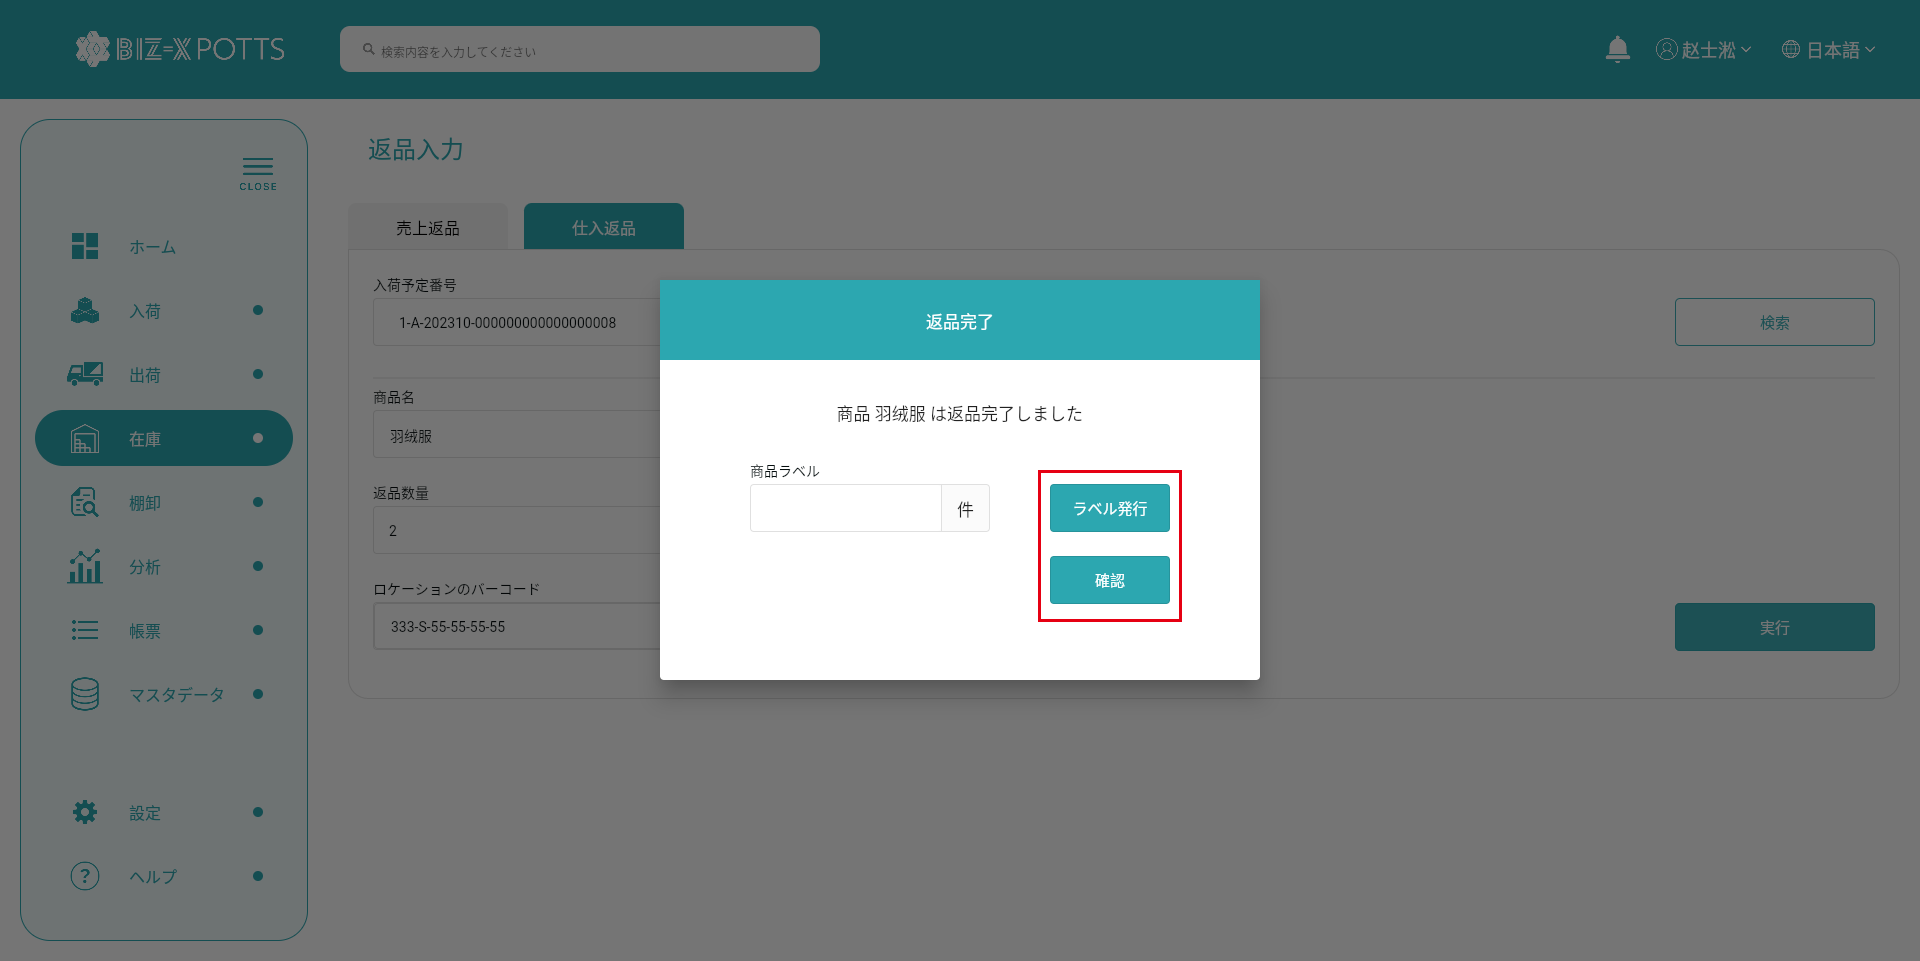 BIZ=X POTTS
検索内容を入力してください
赵士淞
日本語
CLOSE
ホーム
入荷
出荷
在庫
棚卸
分析
帳票
マスタデータ
設定
ヘルプ
返品入力
売上返品
仕入返品
入荷予定番号
1-A-202310-000000000000000008
検索
商品名
羽绒服
返品数量
2
ロケーションのバーコード
333-S-55-55-55-55
実行
返品完了
商品 羽绒服 は返品完了しました
商品ラベル
件
ラベル発行
確認